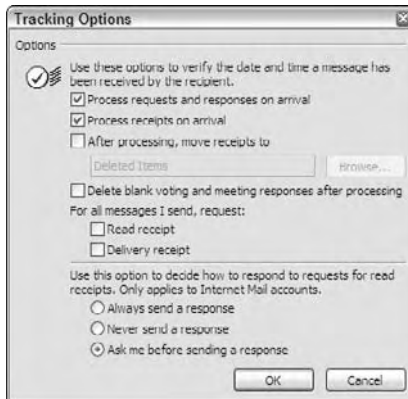 Tracking Options
Options
Use these options to verify the date and time a message has
been received by the recipient.
Process requests and responses on arrival
Process receipts on arrival
After processing, move receipts to
Deleted Items
Browse...
Delete blank voting and meeting responses after processing
For all messages I send, request:
Read receipt
Delivery receipt
Use this option to decide how to respond to requests for read
receipts. Only applies to Internet Mail accounts.
Always send a response
Never send a response
Ask me before sending a response
OK
Cancel